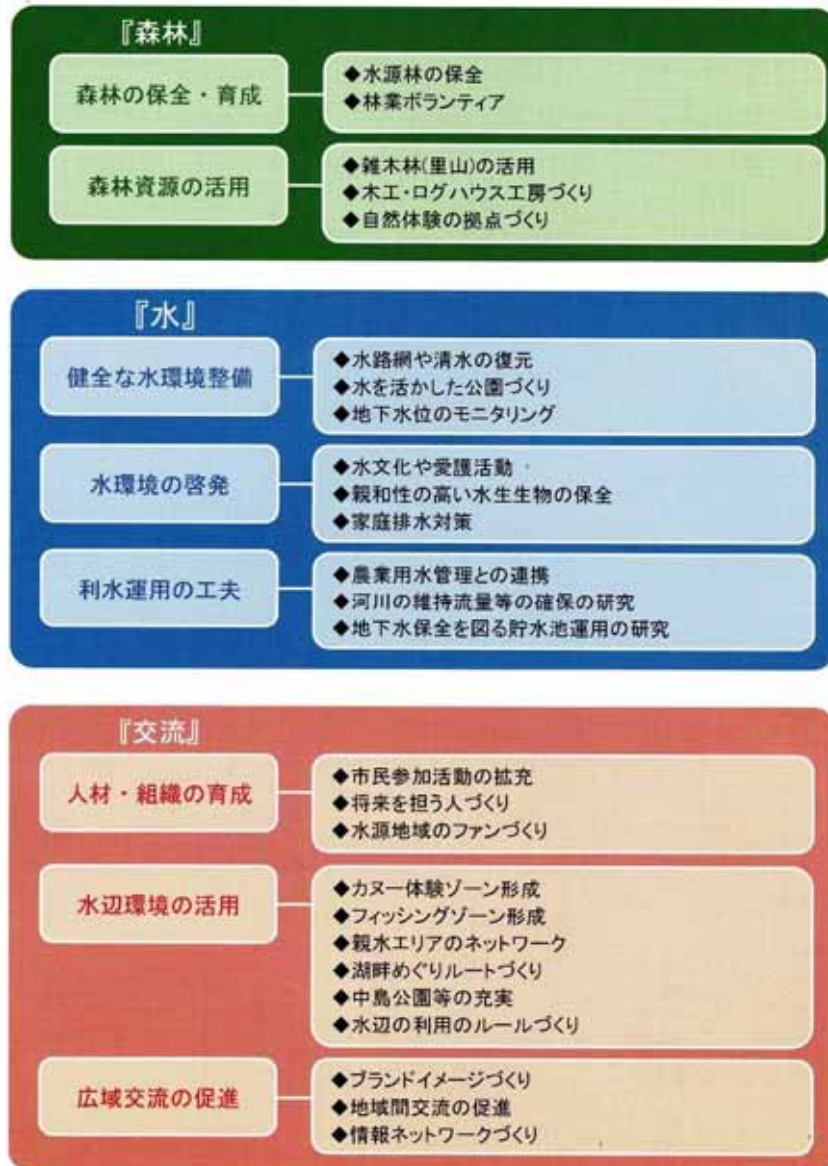 『森林』
森林の保全・育成
◆水源林の保全
◆林業ボランティア
森林資源の活用
◆雑木林(里山)の活用
◆木工・ログハウス工房づくり
◆自然体験の拠点づくり
『水』
健全な水環境整備
◆水路網や清水の復元
◆水を活かした公園づくり
◆地下水位のモニタリング
水環境の啓発
◆水文化や愛護活動
◆親和性の高い水生生物の保全
◆家庭排水対策
利水運用の工夫
◆農業用水管理との連携
◆河川の維持流量等の確保の研究
◆地下水保全を図る貯水池運用の研究
『交流』
人材・組織の育成
◆市民参加活動の拡充
◆将来を担う人づくり
◆水源地域のファンづくり
水辺環境の活用
◆カヌー体験ゾーン形成
◆フィッシングゾーン形成
◆親水エリアのネットワーク
◆湖畔めぐりルートづくり
◆中島公園等の充実
◆水辺の利用のルールづくり
広域交流の促進
◆ブランドイメージづくり
◆地域間交流の促進
◆情報ネットワークづくり